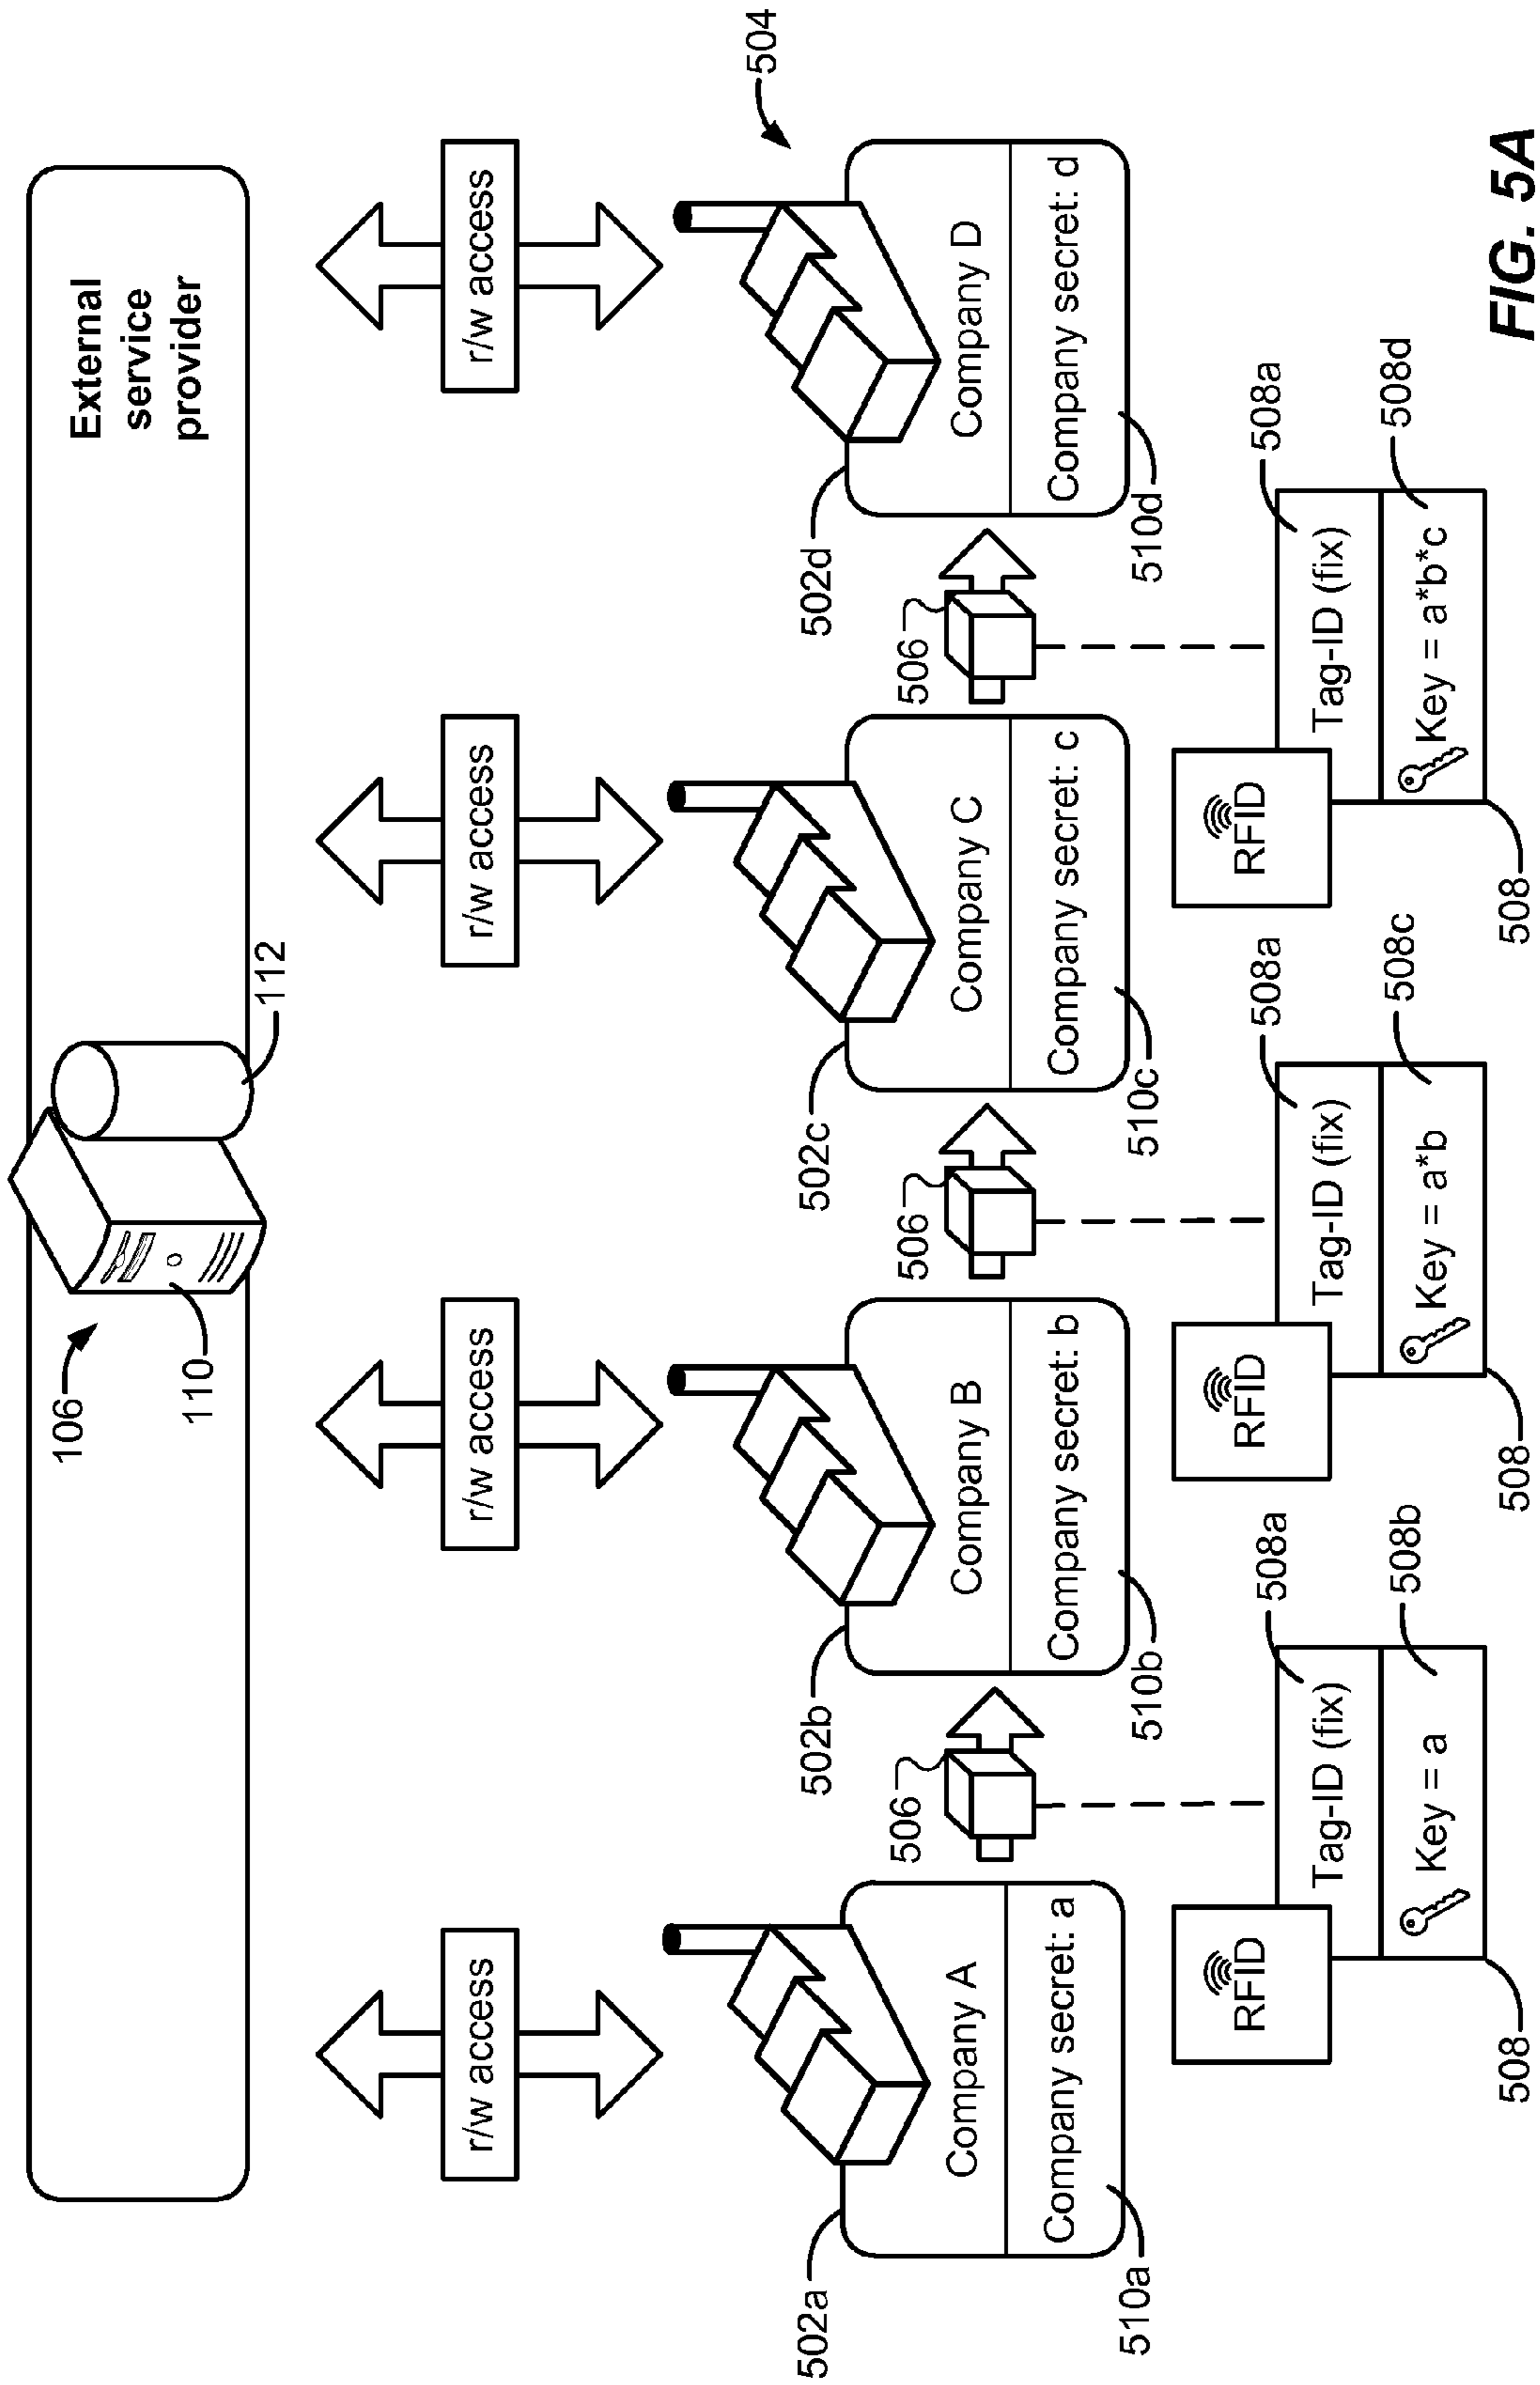 External
service
provider
106
110
112
r/w access
r/w access
r/w access
r/w access
504
502a
502b
502c
502d
Company A
Company B
Company C
Company D
Company secret: a
Company secret: b
Company secret: c
Company secret: d
506
506
506
510a
510b
510c
510d
RFID
Tag-ID (fix)
Key = a
508a
508b
508
RFID
Tag-ID (fix)
Key = a*b
508a
508c
508
RFID
Tag-ID (fix)
Key = a*b*c
508a
508d
508
FIG. 5A